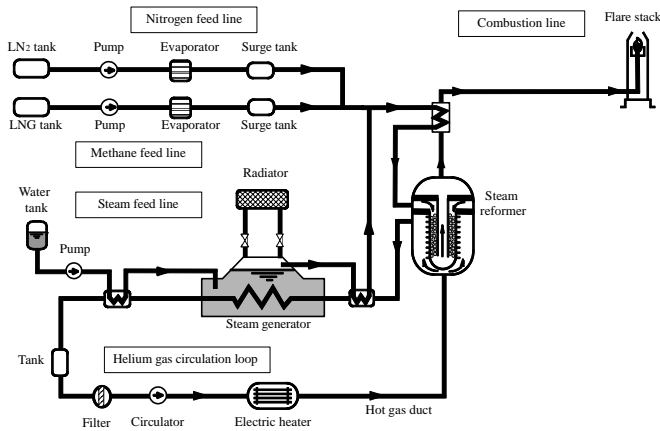 Nitrogen feed line
Combustion line
Flare stack
LN2 tank
Pump
Evaporator
Surge tank
LNG tank
Pump
Evaporator
Surge tank
Methane feed line
Radiator
Steam feed line
Water
tank
Pump
Steam
reformer
Steam generator
Tank
Helium gas circulation loop
Filter
Circulator
Electric heater
Hot gas duct